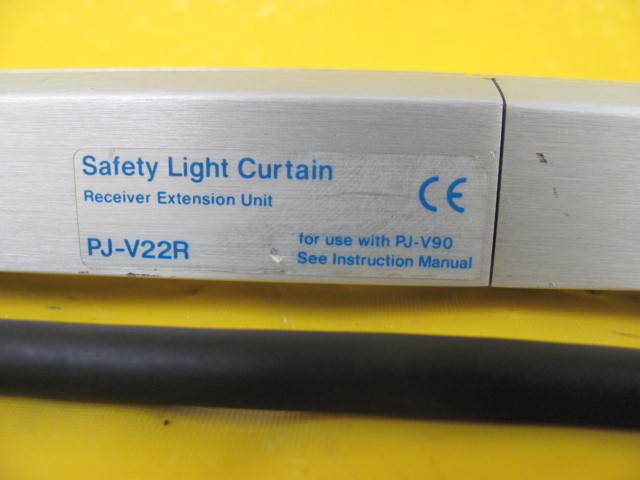 Safety Light Curtain
Receiver Extension Unit
CE
PJ-V22R
for use with PJ-V90
See Instruction Manual